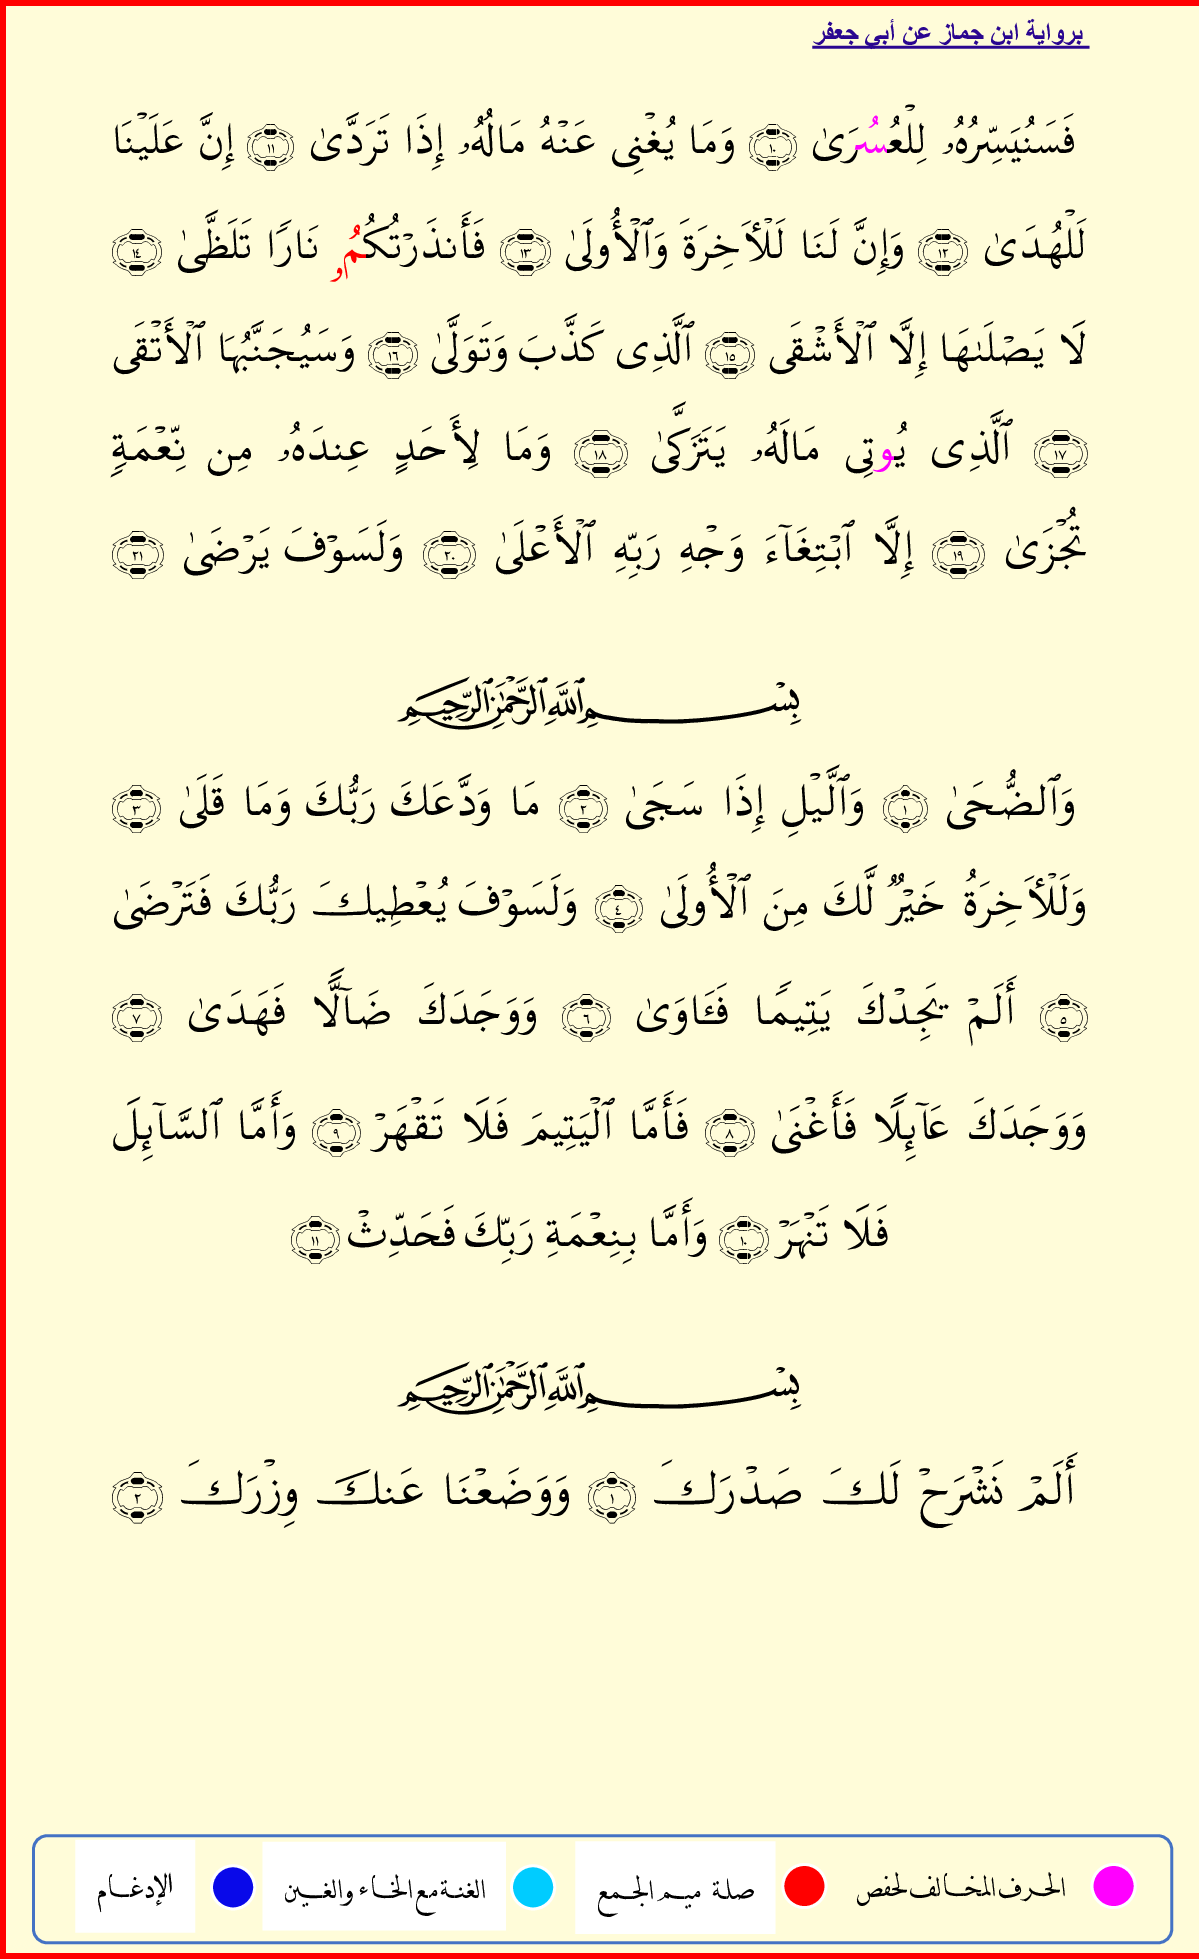 برواية ابن جماز عن أبي جعفر
فَسَنُيَسِّرُهُۥ لِلۡعُسُرَىٰ ١٠ وَمَا يُغۡنِي عَنۡهُ مَالُهُۥٓ إِذَا تَرَدَّىٰٓ ١١ إِنَّ عَلَيۡنَا
لَلۡهُدَىٰ ١٢ وَإِنَّ لَنَا لَلۡأٓخِرَةَ وَٱلۡأُولَىٰ ١٣ فَأَنذَرۡتُكُمُۥ نَارٗا تَلَظَّىٰ ١٤
لَا يَصۡلَىٰهَآ إِلَّا ٱلۡأَشۡقَى ١٥ ٱلَّذِي كَذَّبَ وَتَوَلَّىٰ ١٦ وَسَيُجَنَّبُهَا ٱلۡأَتۡقَى
١٧ ٱلَّذِي يُوتِي مَالَهُۥ يَتَزَكَّىٰ ١٨ وَمَا لِأَحَدٍ عِندَهُۥ مِن نِّعۡمَةٖ
تُجۡزَىٰٓ ١٩ إِلَّا ٱبۡتِغَآءَ وَجۡهِ رَبِّهِ ٱلۡأَعۡلَىٰ ٢٠ وَلَسَوۡفَ يَرۡضَىٰ ٢١
بِسۡمِ ٱللَّهِ ٱلرَّحۡمَٰنِ ٱلرَّحِيمِ
وَٱلضُّحَىٰ ١ وَٱلَّيۡلِ إِذَا سَجَىٰ ٢ مَا وَدَّعَكَ رَبُّكَ وَمَا قَلَىٰ ٣
وَلَلۡأٓخِرَةُ خَيۡرٞ لَّكَ مِنَ ٱلۡأُولَىٰ ٤ وَلَسَوۡفَ يُعۡطِيكَ رَبُّكَ فَتَرۡضَىٰٓ
٥ أَلَمۡ يَجِدۡكَ يَتِيمٗا فَـَٔاوَىٰ ٦ وَوَجَدَكَ ضَآلّٗا فَهَدَىٰ ٧
وَوَجَدَكَ عَآئِلٗا فَأَغۡنَىٰ ٨ فَأَمَّا ٱلۡيَتِيمَ فَلَا تَقۡهَرۡ ٩ وَأَمَّا ٱلسَّآئِلَ
فَلَا تَنۡهَرۡ ١٠ وَأَمَّا بِنِعۡمَةِ رَبِّكَ فَحَدِّثۡ ١١
بِسۡمِ ٱللَّهِ ٱلرَّحۡمَٰنِ ٱلرَّحِيمِ
أَلَمۡ نَشۡرَحۡ لَكَ صَدۡرَكَ ١ وَوَضَعۡنَا عَنكَ وِزۡرَكَ ٢
الحرف المخالف لحفص صلة ميم الجمع الغنة مع الخاء والغين الإدغام